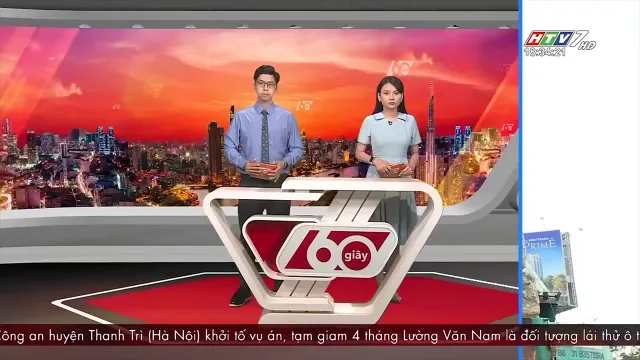 HTV7 HD
18:34:21
60
giây
PRIME
Công an huyện Thanh Trì (Hà Nội) khởi tố vụ án, tạm giam 4 tháng Lường Văn Nam là đối tượng lái thử ô t